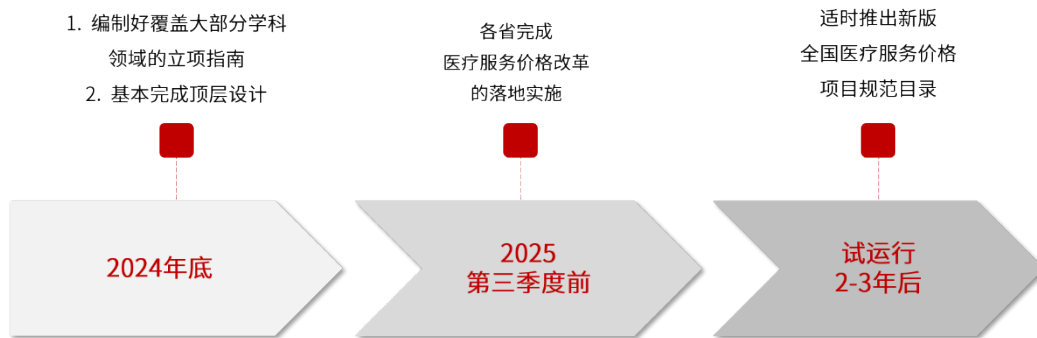 1. 编制好覆盖大部分学科
领域的立项指南
2. 基本完成顶层设计
各省完成
医疗服务价格改革
的落地实施
适时推出新版
全国医疗服务价格
项目规范目录
2024年底
2025
第三季度前
试运行
2-3年后